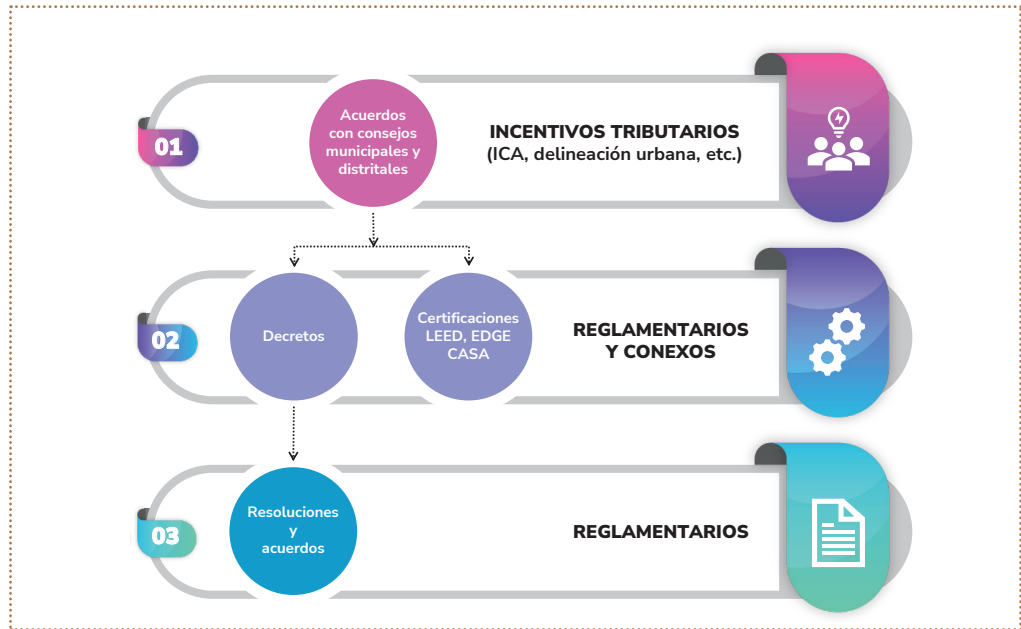 01
Acuerdos
con consejos
municipales y
distritales
INCENTIVOS TRIBUTARIOS
(ICA, delineación urbana, etc.)
02
Decretos
Certificaciones
LEED, EDGE
CASA
REGLAMENTARIOS
Y CONEXOS
03
Resoluciones
y
acuerdos
REGLAMENTARIOS